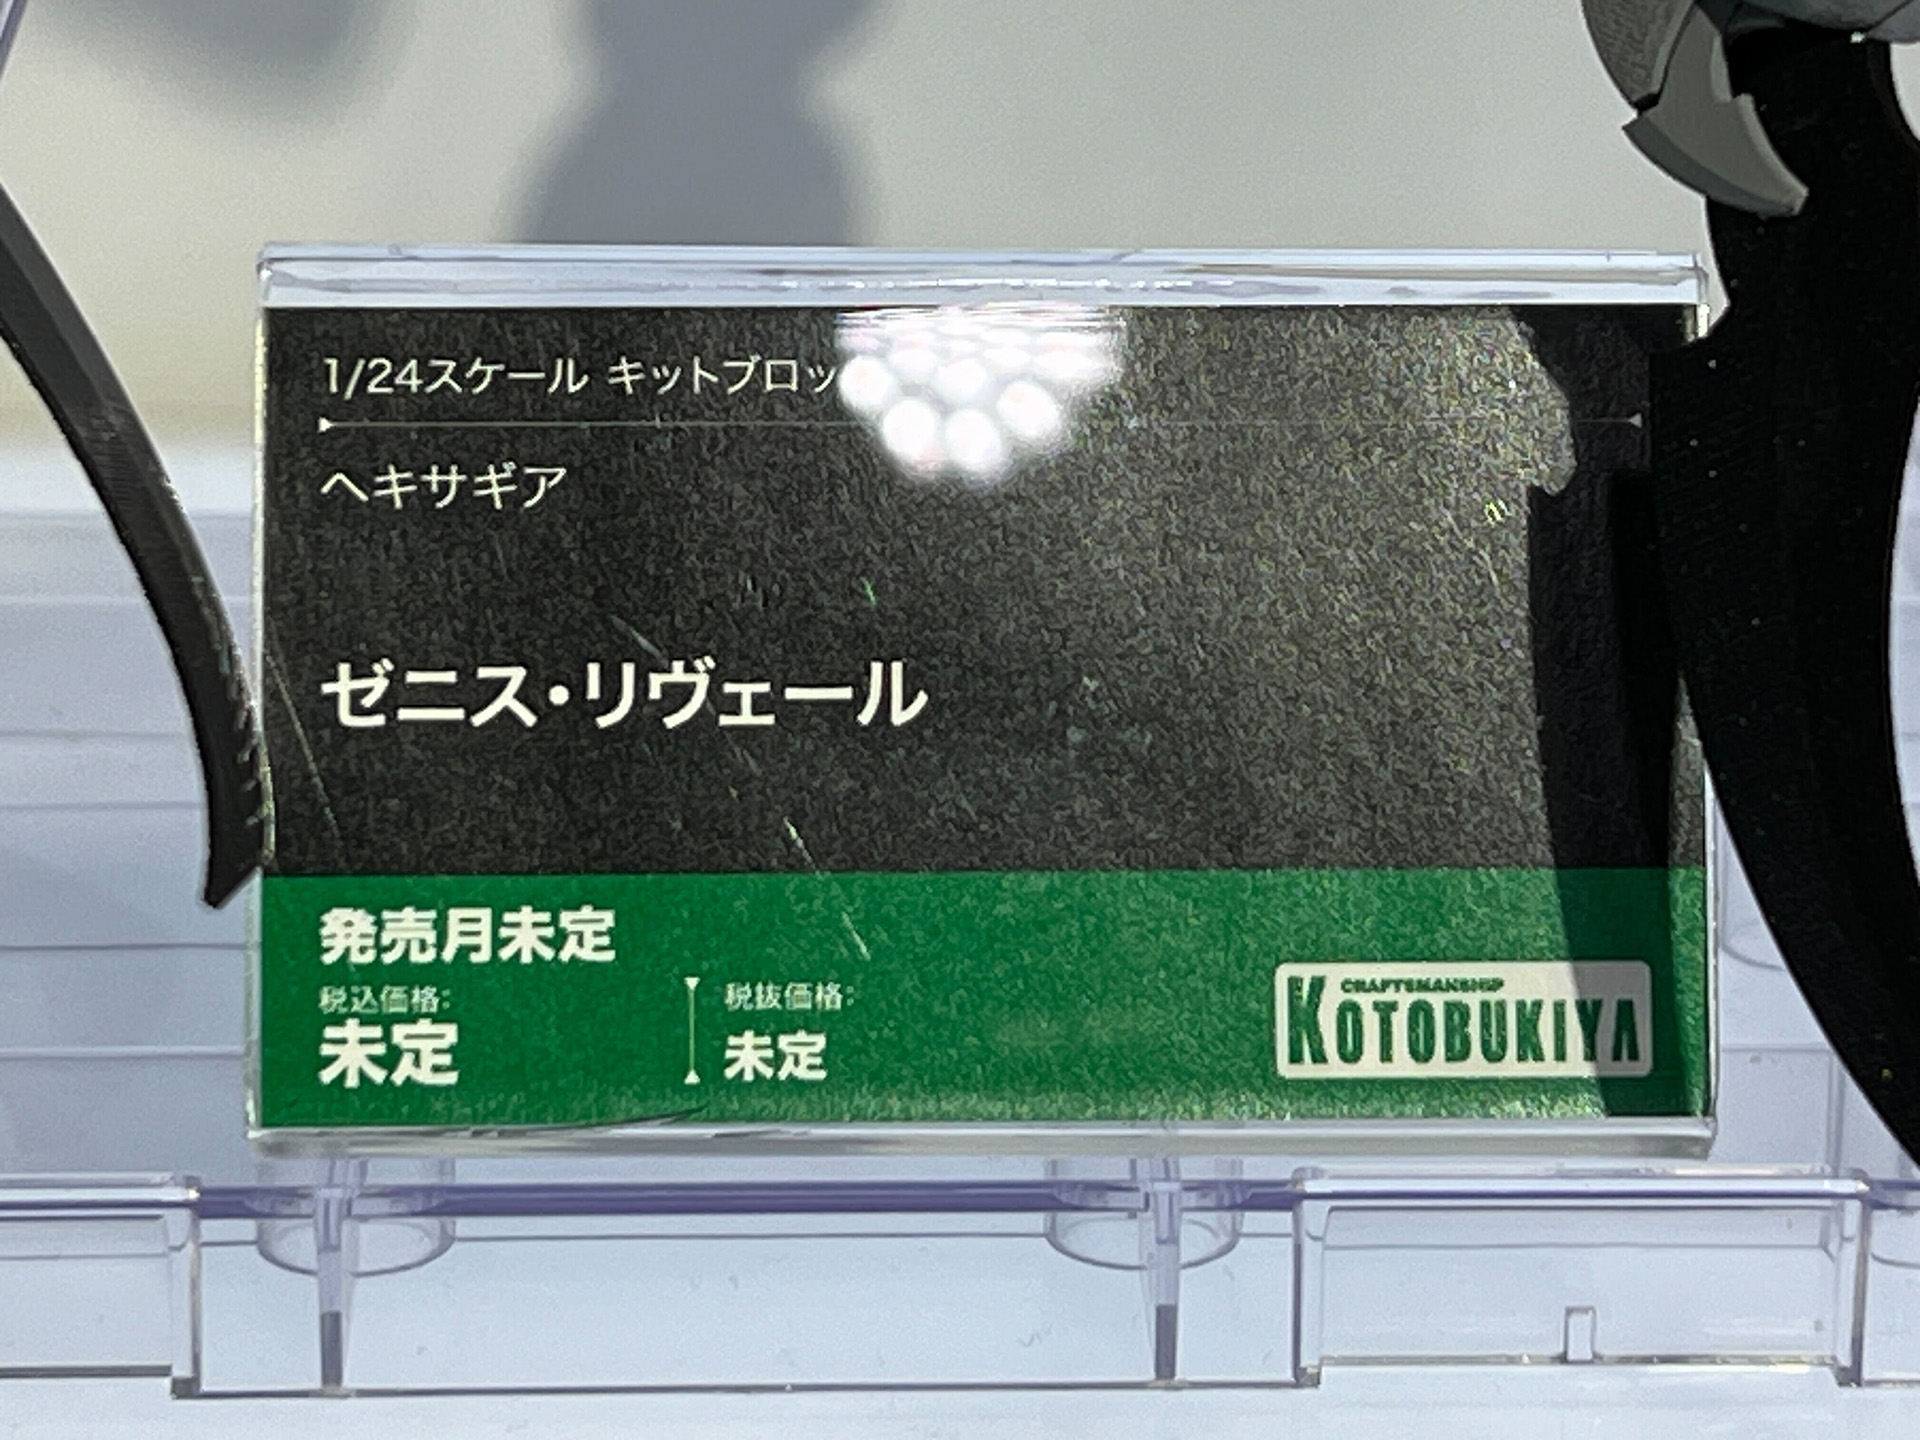 1/24スケール キットブロッ
ヘキサギア
ゼニス・リヴェール
発売月未定
税込価格:
未定
税抜価格:
未定
CRAFTSMANSHIP
KOTOBUKIYA